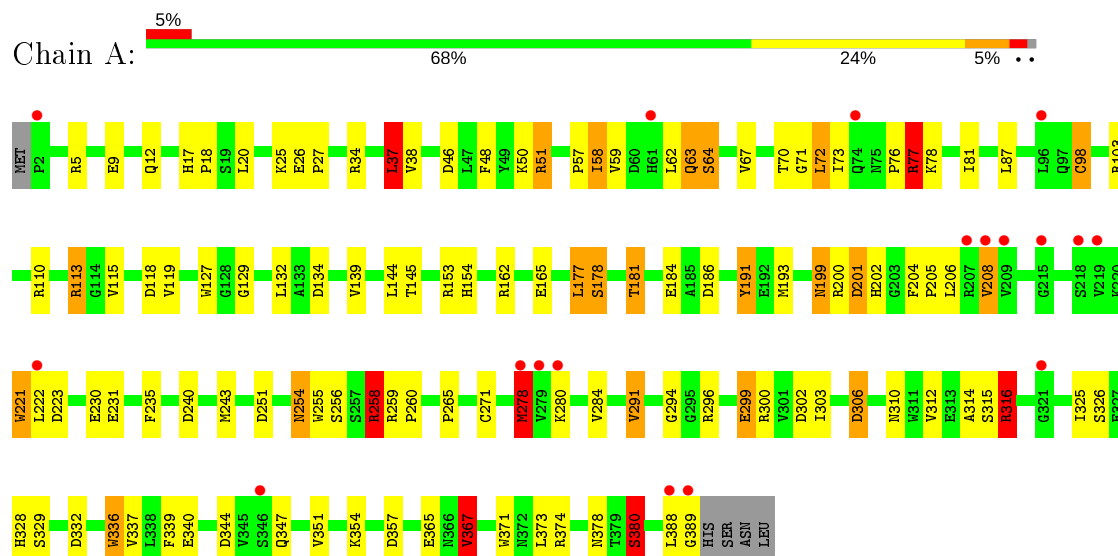 5%
Chain A:
68% 24% 5% • •
MET P2 R5 E9 Q12 H17 P18 S19 L20 K25 E26 P27 R34 L37 V38 D46 L47 F48 Y49 K50 R51 P57 I58 V59 D60 H61 L62 Q63 S64 V67 T70 G71 L72 I73 Q74 N75 P76 R77 K78 I81 L87 L96 Q97 C98 R103
R110 R113 G114 V115 D118 V119 W127 G128 G129 L132 A133 D134 V139 L144 T145 R153 H154 R162 E165 L177 S178 T181 E184 A185 D186 Y191 E192 M193 N199 R200 D201 H202 G203 F204 P205 L206 R207 V208 V209 G215 S218 V219 K220
W221 L222 D223 E230 E231 F235 D240 M243 D251 N254 W255 S256 S257 R258 R259 P260 P265 C271 M278 V279 K280 V284 V291 G294 G295 R296 E299 R300 V301 D302 I303 D306 N310 W311 V312 E313 A314 S315 R316 G321 I325 S326
H328 S329 D332 W336 V337 L338 F339 E340 D344 V345 S346 Q347 V351 K354 D357 E365 N366 V367 W371 N372 L373 R374 N378 T379 S380 L388 G389 HIS SER ASN LEU